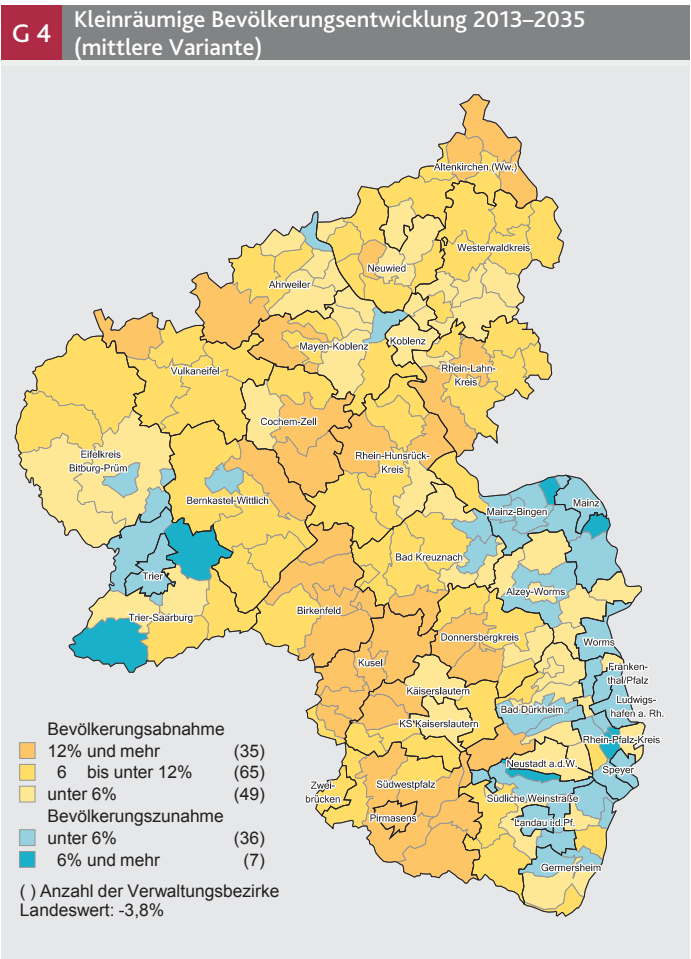 G 4
Kleinräumige Bevölkerungsentwicklung 2013–2035
(mittlere Variante)
Altenkirchen (Ww.)
Westerwaldkreis
Neuwied
Ahrweiler
Mayen-Koblenz
Koblenz
Rhein-Lahn-
Kreis
Vulkaneifel
Cochem-Zell
Eifelkreis
Bitburg-Prüm
Rhein-Hunsrück-
Kreis
Bernkastel-Wittlich
Mainz-Bingen
Mainz
Bad Kreuznach
Trier
Alzey-Worms
Trier-Saarburg
Birkenfeld
Donnersbergkreis
Worms
Kusel
Franken-
thal/Pfalz
Kaiserslautern
Ludwigs-
hafen a. Rh.
Bad Dürkheim
KS Kaiserslautern
Rhein-Pfalz-Kreis
Neustadt a.d.W.
Speyer
Zwei-
brücken
Südwestpfalz
Südliche Weinstraße
Pirmasens
Landau i.d.Pf.
Germersheim
Bevölkerungsabnahme
12% und mehr (35)
6 bis unter 12% (65)
unter 6% (49)
Bevölkerungszunahme
unter 6% (36)
6% und mehr (7)
( ) Anzahl der Verwaltungsbezirke
Landeswert: -3,8%